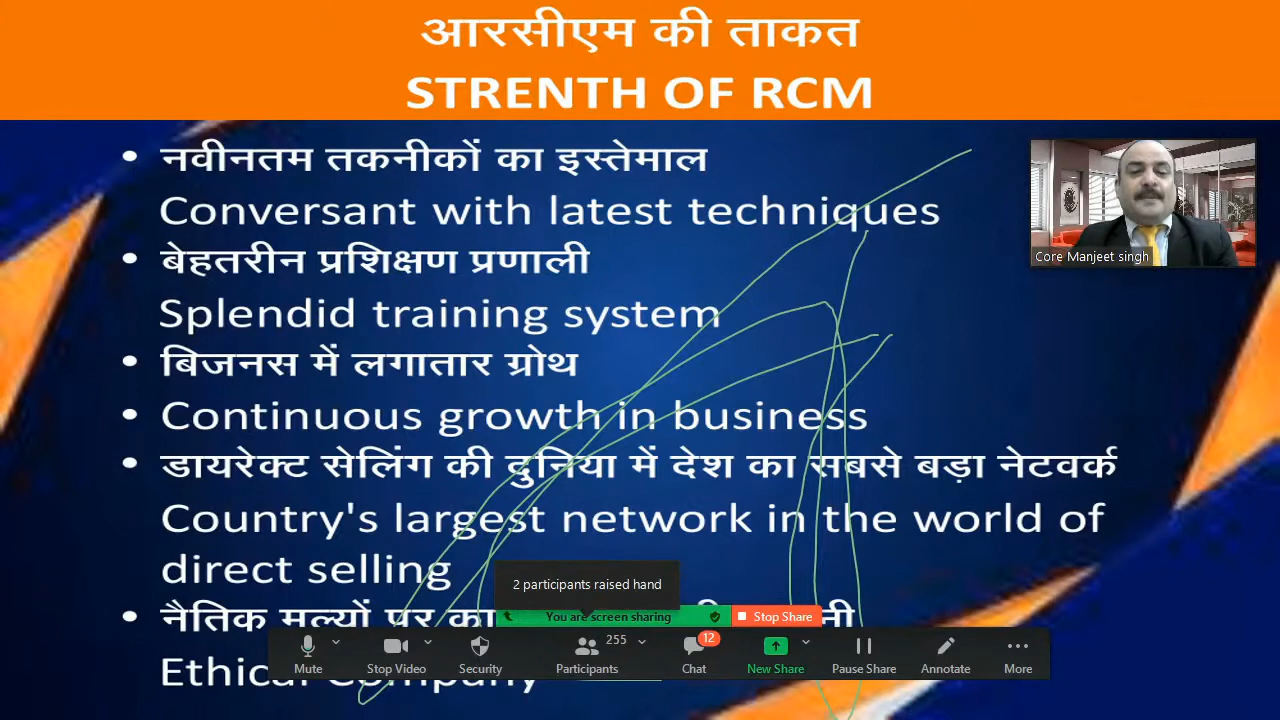 आरसीएम की ताकत
STRENTH OF RCM
• नवीनतम तकनीकों का इस्तेमाल
Conversant with latest techniques
• बेहतरीन प्रशिक्षण प्रणाली
Splendid training system
• बिजनस में लगातार ग्रोथ
• Continuous growth in business
• डायरेक्ट सेलिंग की दुनिया में देश का सबसे बड़ा नेटवर्क
Country's largest network in the world of
direct selling
• नैतिक मूल्यों पर
Ethical Company
Core Manjeet singh
2 participants raised hand
You are screen sharing
Stop Share
Mute
Stop Video
Security
Participants
255
Chat
12
New Share
Pause Share
Annotate
More